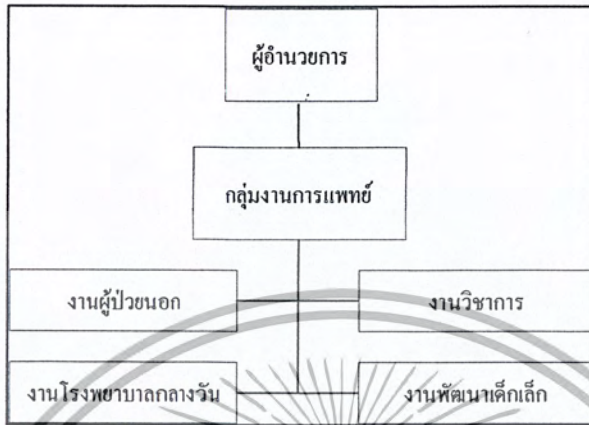 ผู้อำนวยการ
กลุ่มงานการแพทย์
งานผู้ป่วยนอก
งานวิชาการ
งานโรงพยาบาลกลางวัน
งานพัฒนาเด็กเล็ก